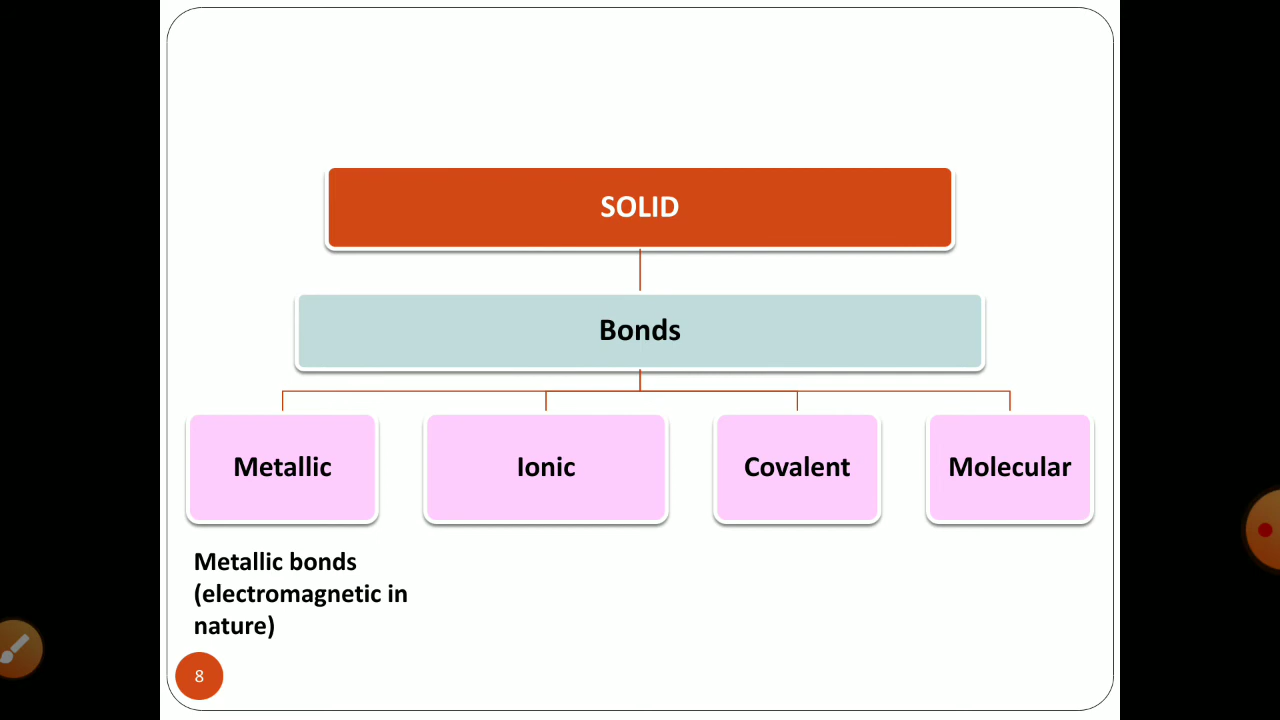 SOLID
Bonds
Metallic
Ionic
Covalent
Molecular
Metallic bonds
(electromagnetic in
nature)
8